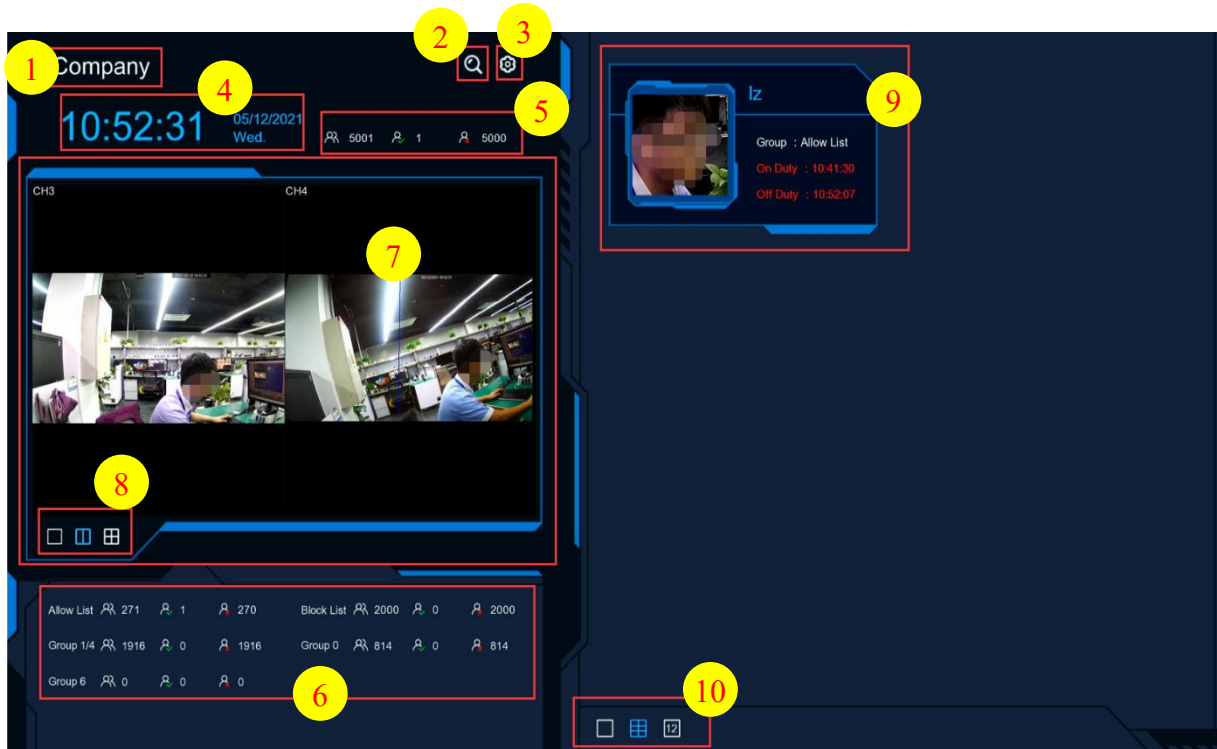 1
Company
2
3
4
10:52:31
05/12/2021
Wed.
5
5001 1 5000
CH3
CH4
7
8
Allow List 271 1 270
Block List 2000 0 2000
Group 1/4 1916 0 1916
Group 0 814 0 814
Group 6 0 0 0
6
9
lz
Group : Allow List
On Duty : 10:41:30
Off Duty : 10:52:07
10
12